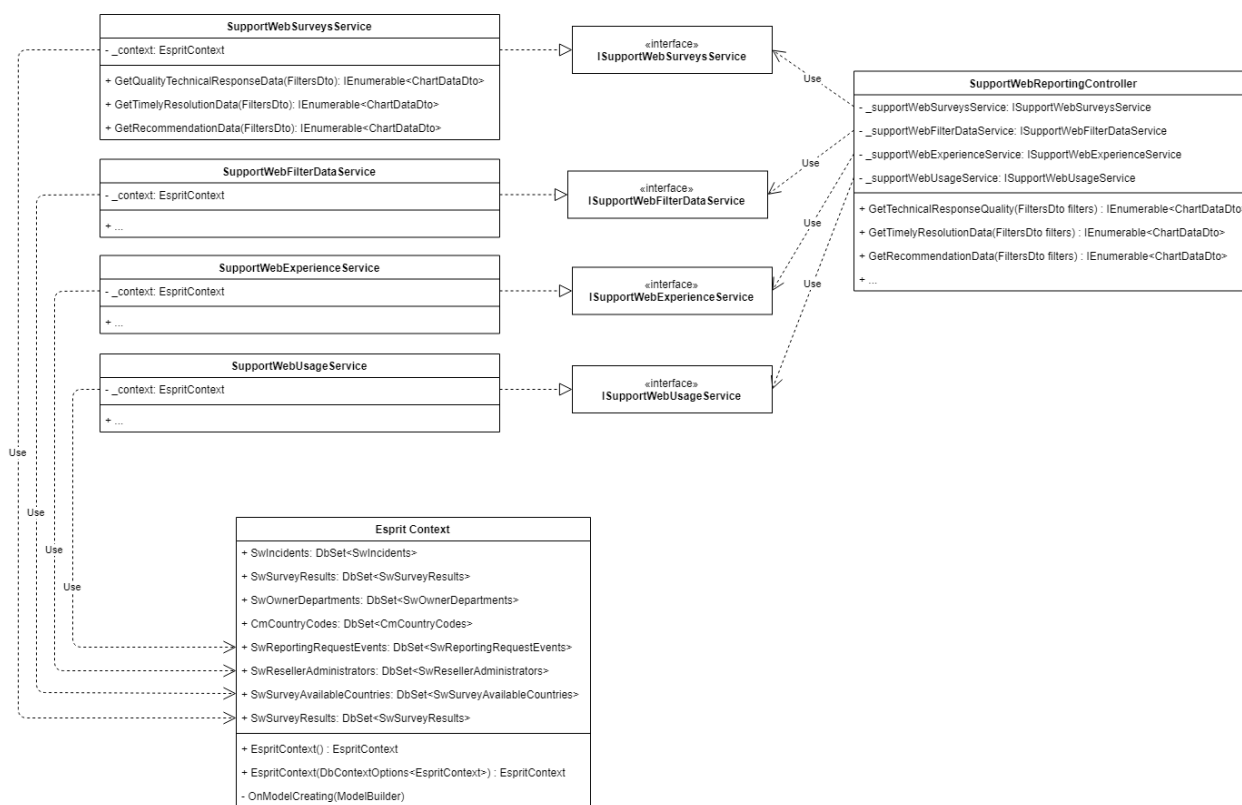 SupportWebSurveysService
- _context: EspritContext
+ GetQualityTechnicalResponseData(FiltersDto): IEnumerable<ChartDataDto>
+ GetTimelyResolutionData(FiltersDto): IEnumerable<ChartDataDto>
+ GetRecommendationData(FiltersDto): IEnumerable<ChartDataDto>
«interface»
ISupportWebSurveysService
Use
SupportWebReportingController
- _supportWebSurveysService: ISupportWebSurveysService
- _supportWebFilterDataService: ISupportWebFilterDataService
- _supportWebExperienceService: ISupportWebExperienceService
- _supportWebUsageService: ISupportWebUsageService
+ GetTechnicalResponseQuality(FiltersDto filters) : IEnumerable<ChartDataDto
+ GetTimelyResolutionData(FiltersDto filters) : IEnumerable<ChartDataDto>
+ GetRecommendationData(FiltersDto filters) : IEnumerable<ChartDataDto>
+ ...
SupportWebFilterDataService
- _context: EspritContext
+ ...
«interface»
ISupportWebFilterDataService
Use
SupportWebExperienceService
- _context: EspritContext
+ ...
«interface»
ISupportWebExperienceService
Use
SupportWebUsageService
- _context: EspritContext
+ ...
«interface»
ISupportWebUsageService
Use
Use
Use
Use
Use
Esprit Context
+ SwIncidents: DbSet<SwIncidents>
+ SwSurveyResults: DbSet<SwSurveyResults>
+ SwOwnerDepartments: DbSet<SwOwnerDepartments>
+ CmCountryCodes: DbSet<CmCountryCodes>
+ SwReportingRequestEvents: DbSet<SwReportingRequestEvents>
+ SwResellerAdministrators: DbSet<SwResellerAdministrators>
+ SwSurveyAvailableCountries: DbSet<SwSurveyAvailableCountries>
+ SwSurveyResults: DbSet<SwSurveyResults>
+ EspritContext() : EspritContext
+ EspritContext(DbContextOptions<EspritContext>) : EspritContext
- OnModelCreating(ModelBuilder)